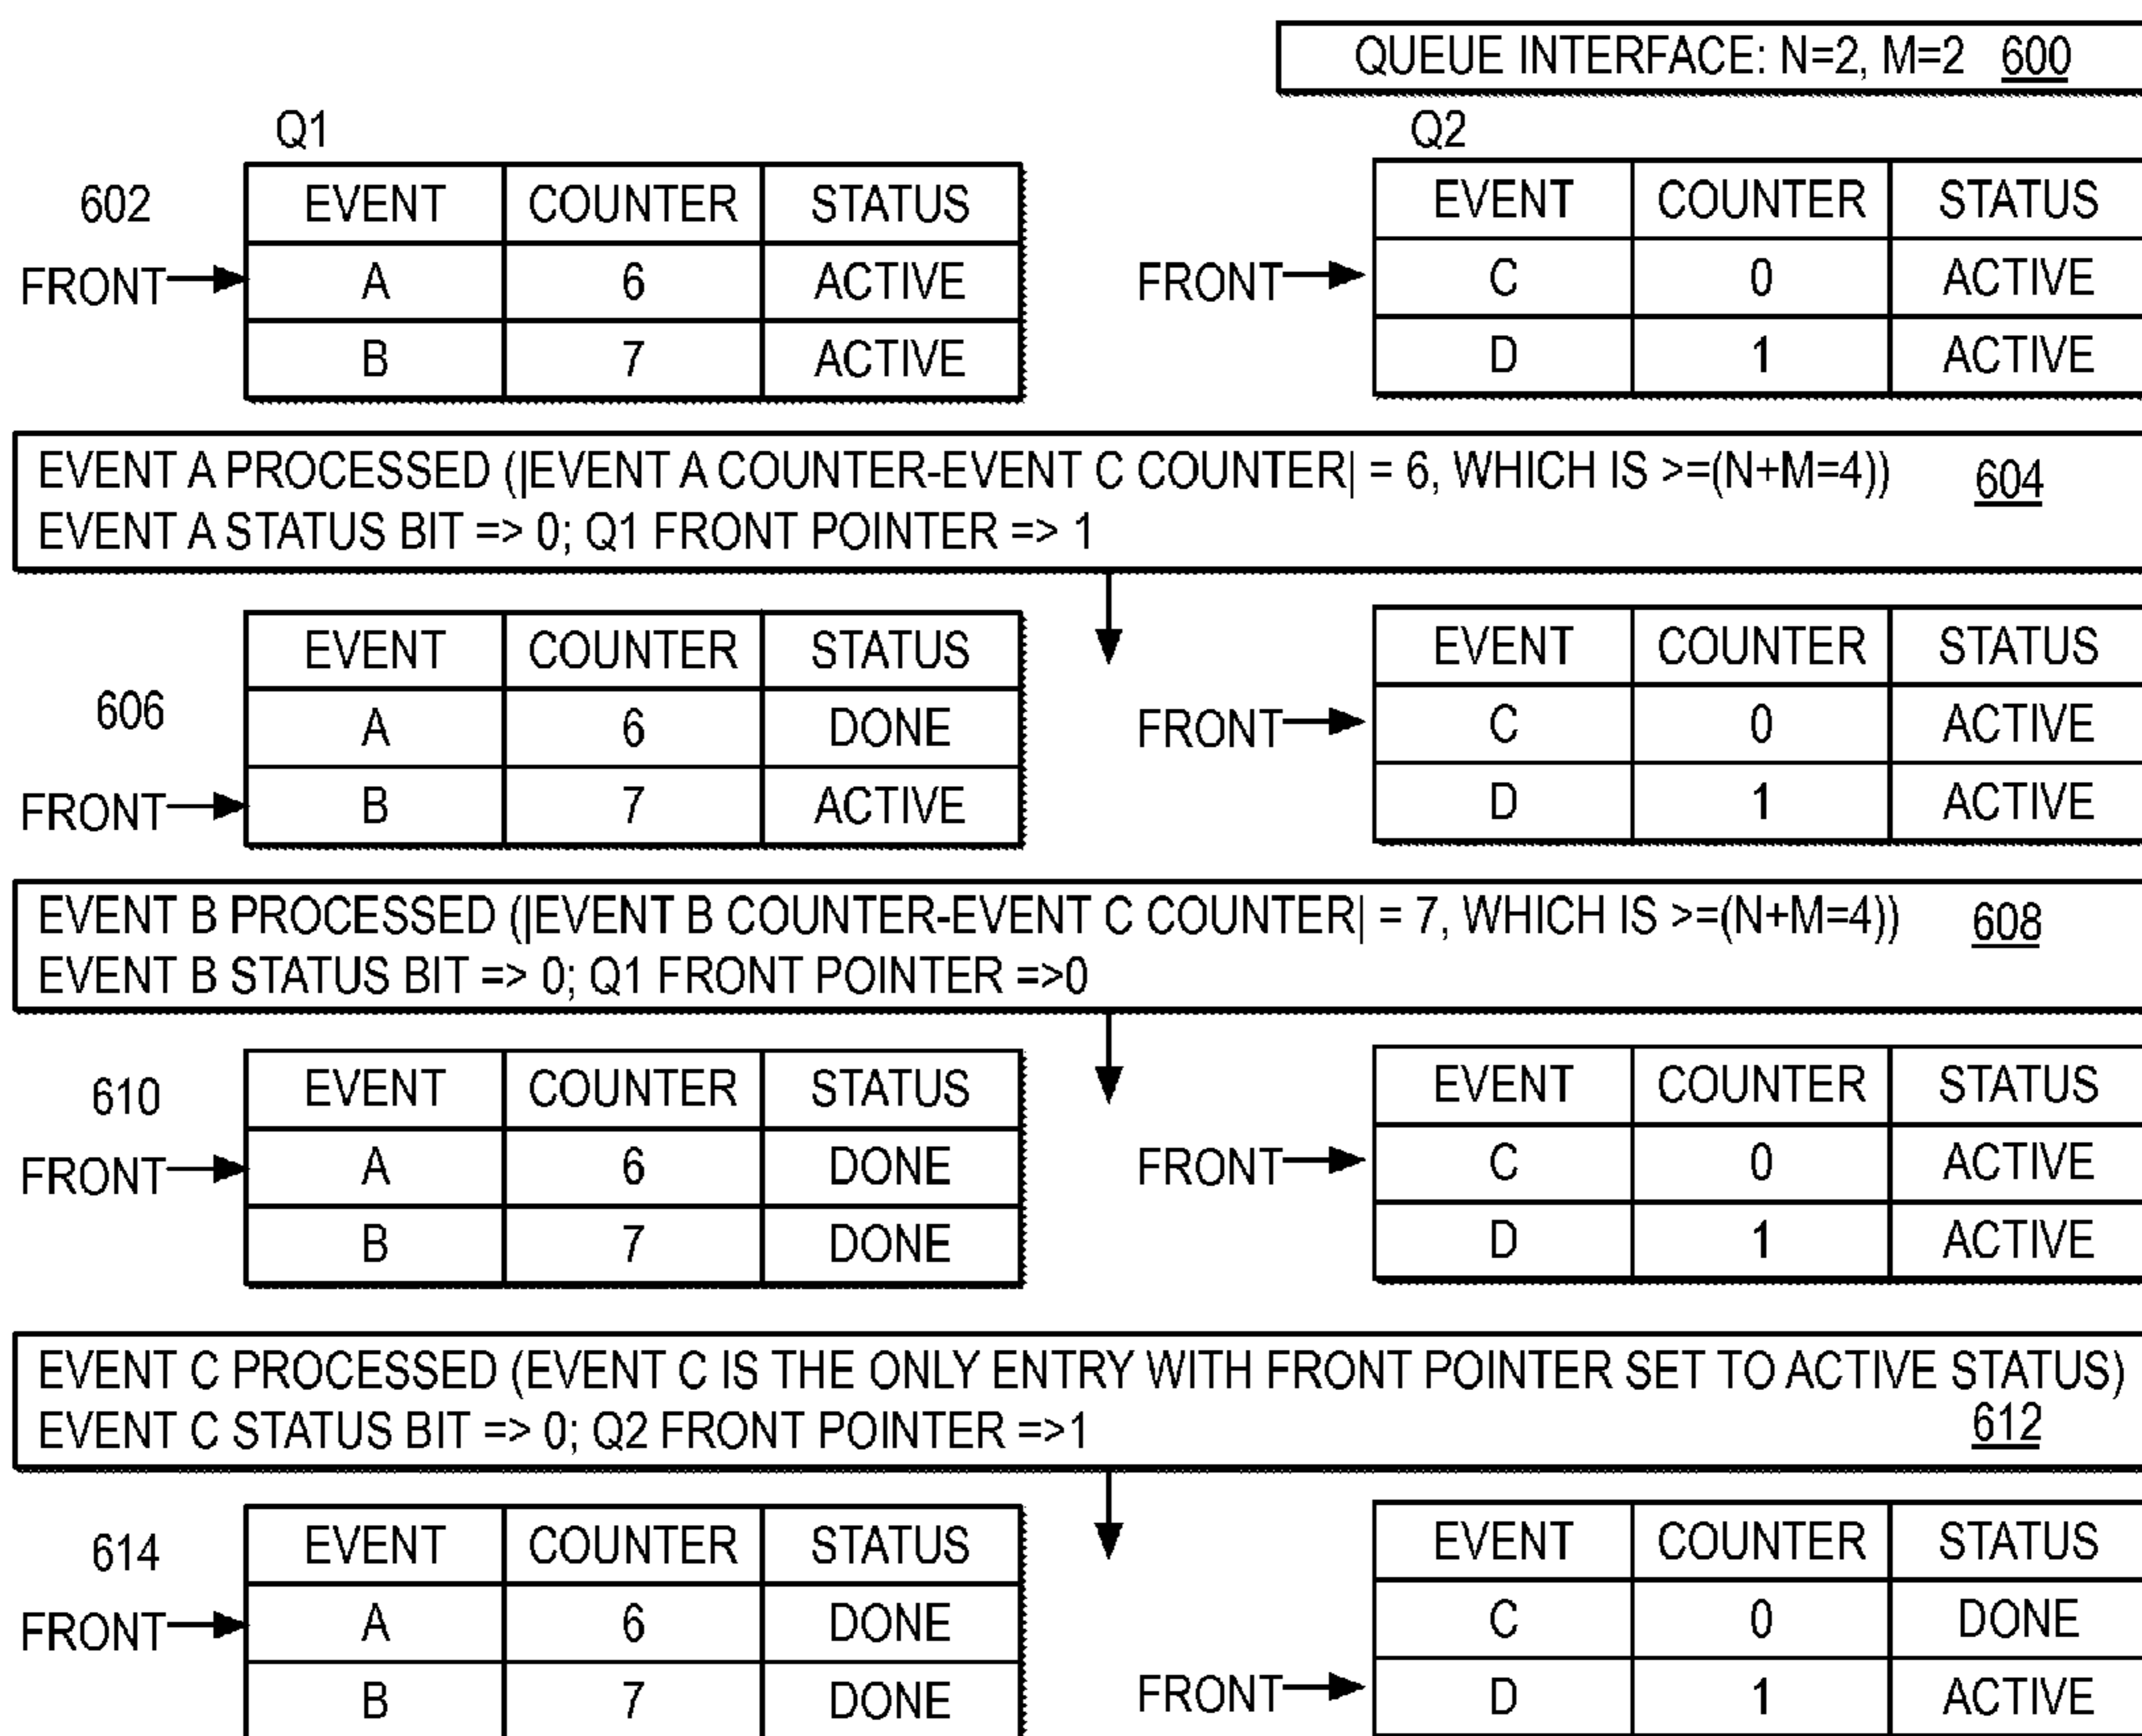 QUEUE INTERFACE: N=2, M=2 600
Q1 Q2
602 EVENT COUNTER STATUS EVENT COUNTER STATUS
FRONT A 6 ACTIVE FRONT C 0 ACTIVE
B 7 ACTIVE D 1 ACTIVE
EVENT A PROCESSED (|EVENT A COUNTER-EVENT C COUNTER| = 6, WHICH IS >=(N+M=4)) 604
EVENT A STATUS BIT => 0; Q1 FRONT POINTER => 1
EVENT COUNTER STATUS EVENT COUNTER STATUS
606 A 6 DONE FRONT C 0 ACTIVE
FRONT B 7 ACTIVE D 1 ACTIVE
EVENT B PROCESSED (|EVENT B COUNTER-EVENT C COUNTER| = 7, WHICH IS >=(N+M=4)) 608
EVENT B STATUS BIT => 0; Q1 FRONT POINTER =>0
610 EVENT COUNTER STATUS EVENT COUNTER STATUS
FRONT A 6 DONE FRONT C 0 ACTIVE
B 7 DONE D 1 ACTIVE
EVENT C PROCESSED (EVENT C IS THE ONLY ENTRY WITH FRONT POINTER SET TO ACTIVE STATUS)
EVENT C STATUS BIT => 0; Q2 FRONT POINTER =>1 612
614 EVENT COUNTER STATUS EVENT COUNTER STATUS
FRONT A 6 DONE C 0 DONE
B 7 DONE FRONT D 1 ACTIVE